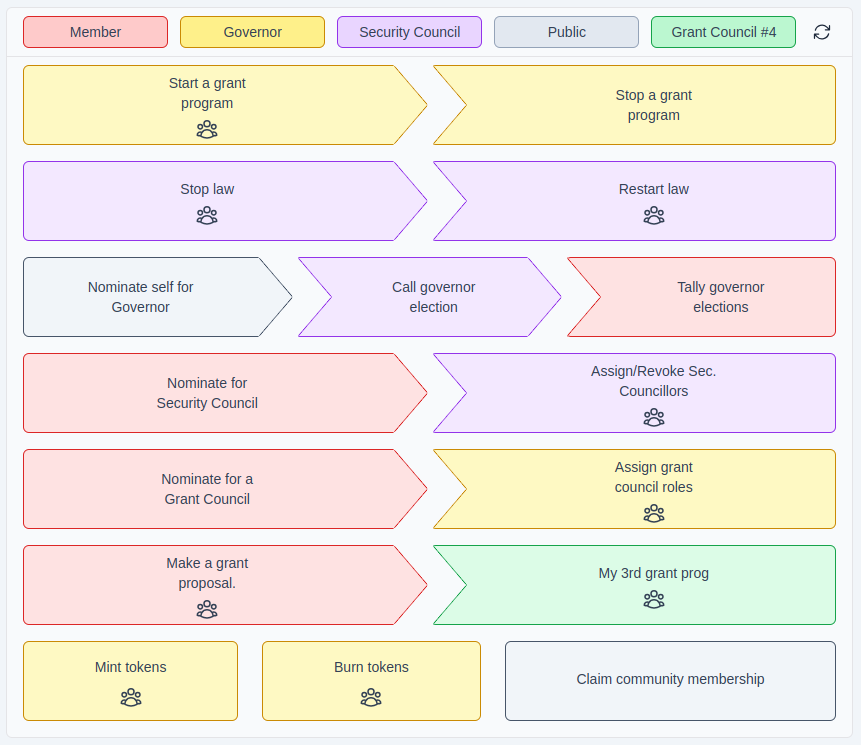 Member
Governor
Security Council
Public
Grant Council #4
Start a grant
program
Stop a grant
program
Stop law
Restart law
Nominate self for
Governor
Call governor
election
Tally governor
elections
Nominate for
Security Council
Assign/Revoke Sec.
Councillors
Nominate for a
Grant Council
Assign grant
council roles
Make a grant
proposal.
My 3rd grant prog
Mint tokens
Burn tokens
Claim community membership